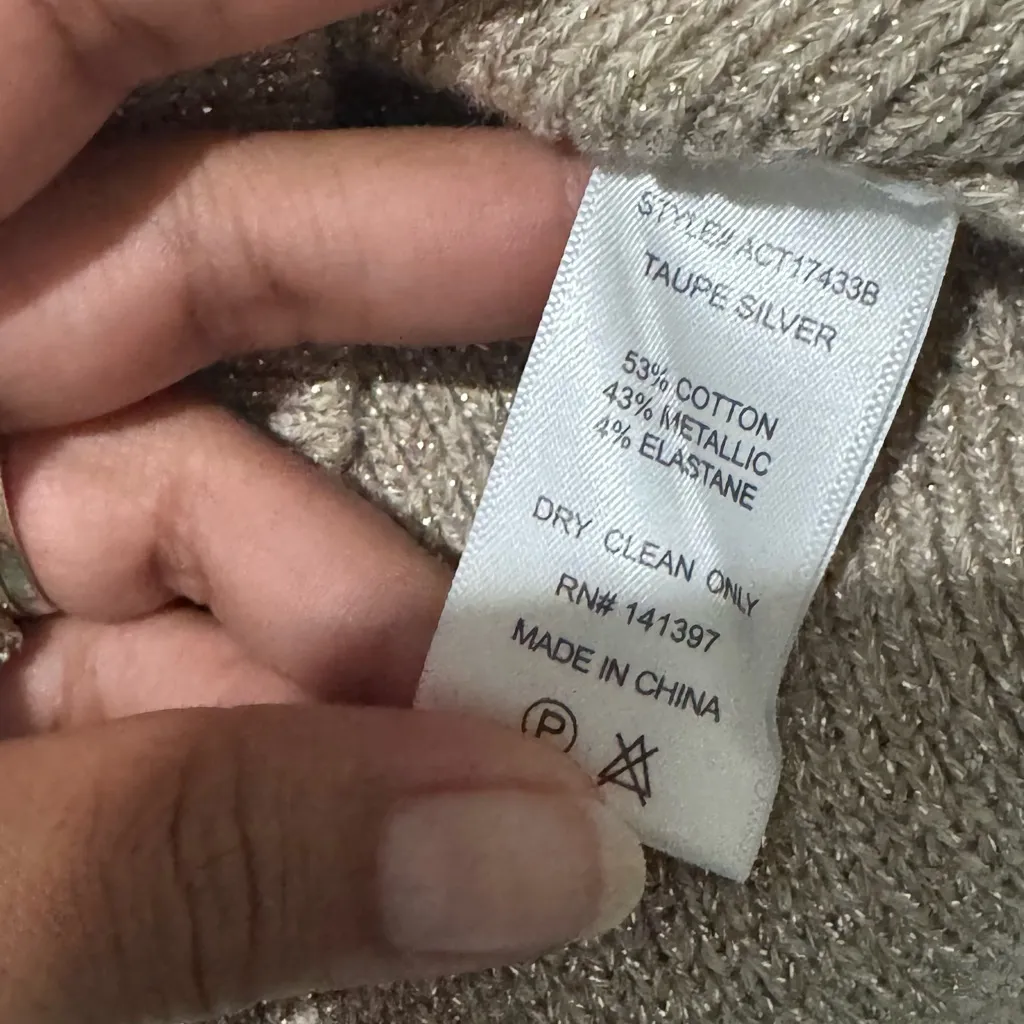 STYLE# ACT17433B
TAUPE SILVER
53% COTTON
43% METALLIC
4% ELASTANE
DRY CLEAN ONLY
RN# 141397
MADE IN CHINA
P